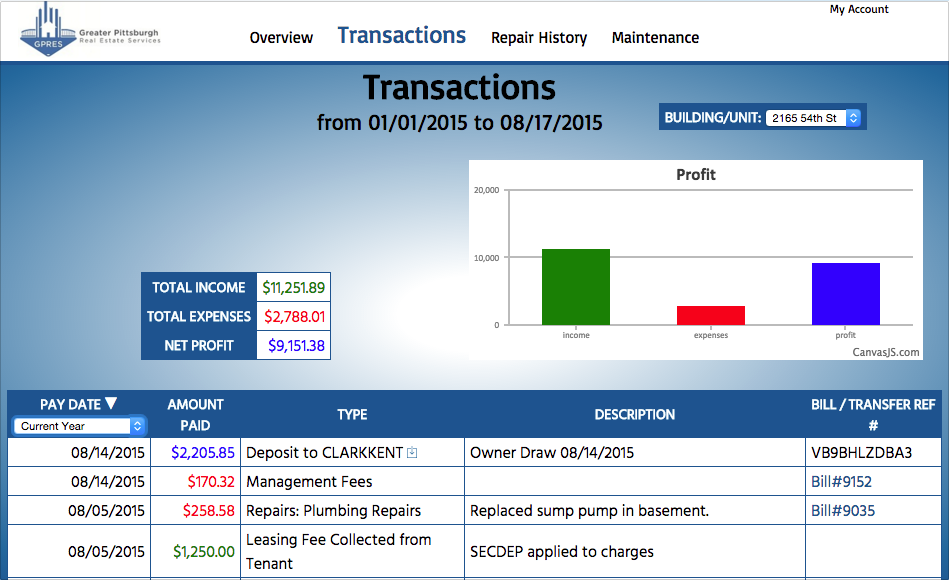 My Account
GPRES
Greater Pittsburgh
Real Estate Services
Overview Transactions Repair History Maintenance
Transactions
from 01/01/2015 to 08/17/2015
BUILDING/UNIT: 2165 54th St
Profit
20,000
10,000
0
income expenses profit
CanvasJS.com
TOTAL INCOME $11,251.89
TOTAL EXPENSES $2,788.01
NET PROFIT $9,151.38
PAY DATE ▼ AMOUNT PAID TYPE DESCRIPTION BILL / TRANSFER REF #
Current Year
08/14/2015 $2,205.85 Deposit to CLARKKENT Owner Draw 08/14/2015 VB9BHLZDBA3
08/14/2015 $170.32 Management Fees Bill#9152
08/05/2015 $258.58 Repairs: Plumbing Repairs Replaced sump pump in basement. Bill#9035
08/05/2015 $1,250.00 Leasing Fee Collected from Tenant SECDEP applied to charges